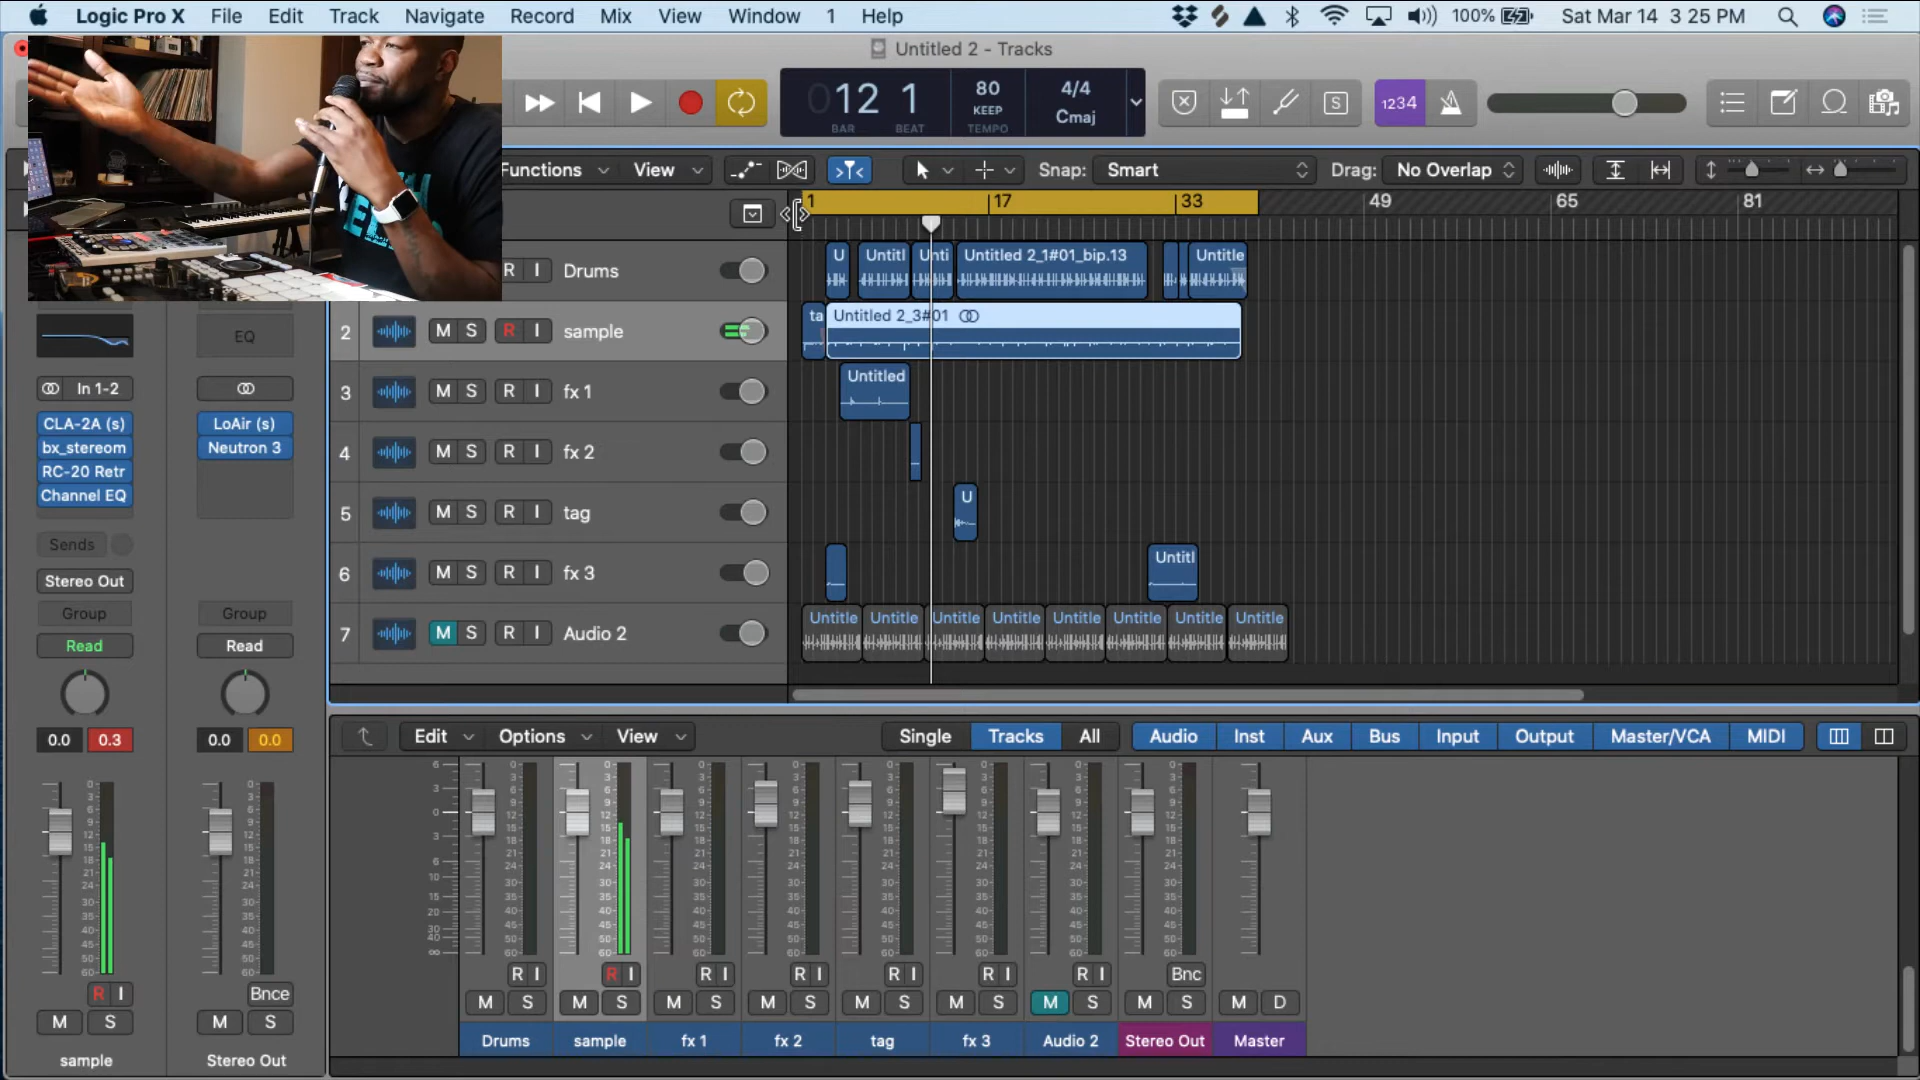 Logic Pro X File Edit Track Navigate Record Mix View Window 1 Help 100% Sat Mar 14 3:25 PM
Untitled 2 - Tracks
012 1 80 4/4 1234
KEEP Cmaj
BAR BEAT TEMPO
Functions View Snap: Smart Drag: No Overlap
1 17 33 49 65 81
R I Drums U Untitl Unti Untitled 2_1#01_bip.13 Untitle
2 M S R I sample ta Untitled 2_3#01
EQ
3 M S R I fx 1 Untitled
In 1-2
CLA-2A (s) LoAir (s)
bx_stereom Neutron 3
RC-20 Retr
Channel EQ
4 M S R I fx 2
5 M S R I tag U
Sends
Stereo Out
6 M S R I fx 3 Untitl
Group Group
7 M S R I Audio 2 Untitle Untitle Untitle Untitle Untitle Untitle Untitle Untitle
Read Read
0.0 0.3 0.0 0.0
Edit Options View Single Tracks All Audio Inst Aux Bus Input Output Master/VCA MIDI
R I R I R I R I R I R I R I Bnc
R I Bnce
M S M S M S M S M S M S M S M S M D
M S M S
Drums sample fx 1 fx 2 tag fx 3 Audio 2 Stereo Out Master
sample Stereo Out